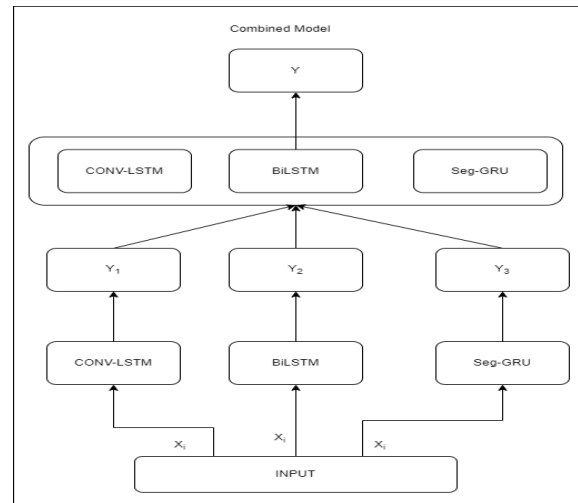 Combined Model
Y
CONV-LSTM BiLSTM Seg-GRU
Y₁ Y₂ Y₃
CONV-LSTM BiLSTM Seg-GRU
Xᵢ Xᵢ Xᵢ
INPUT